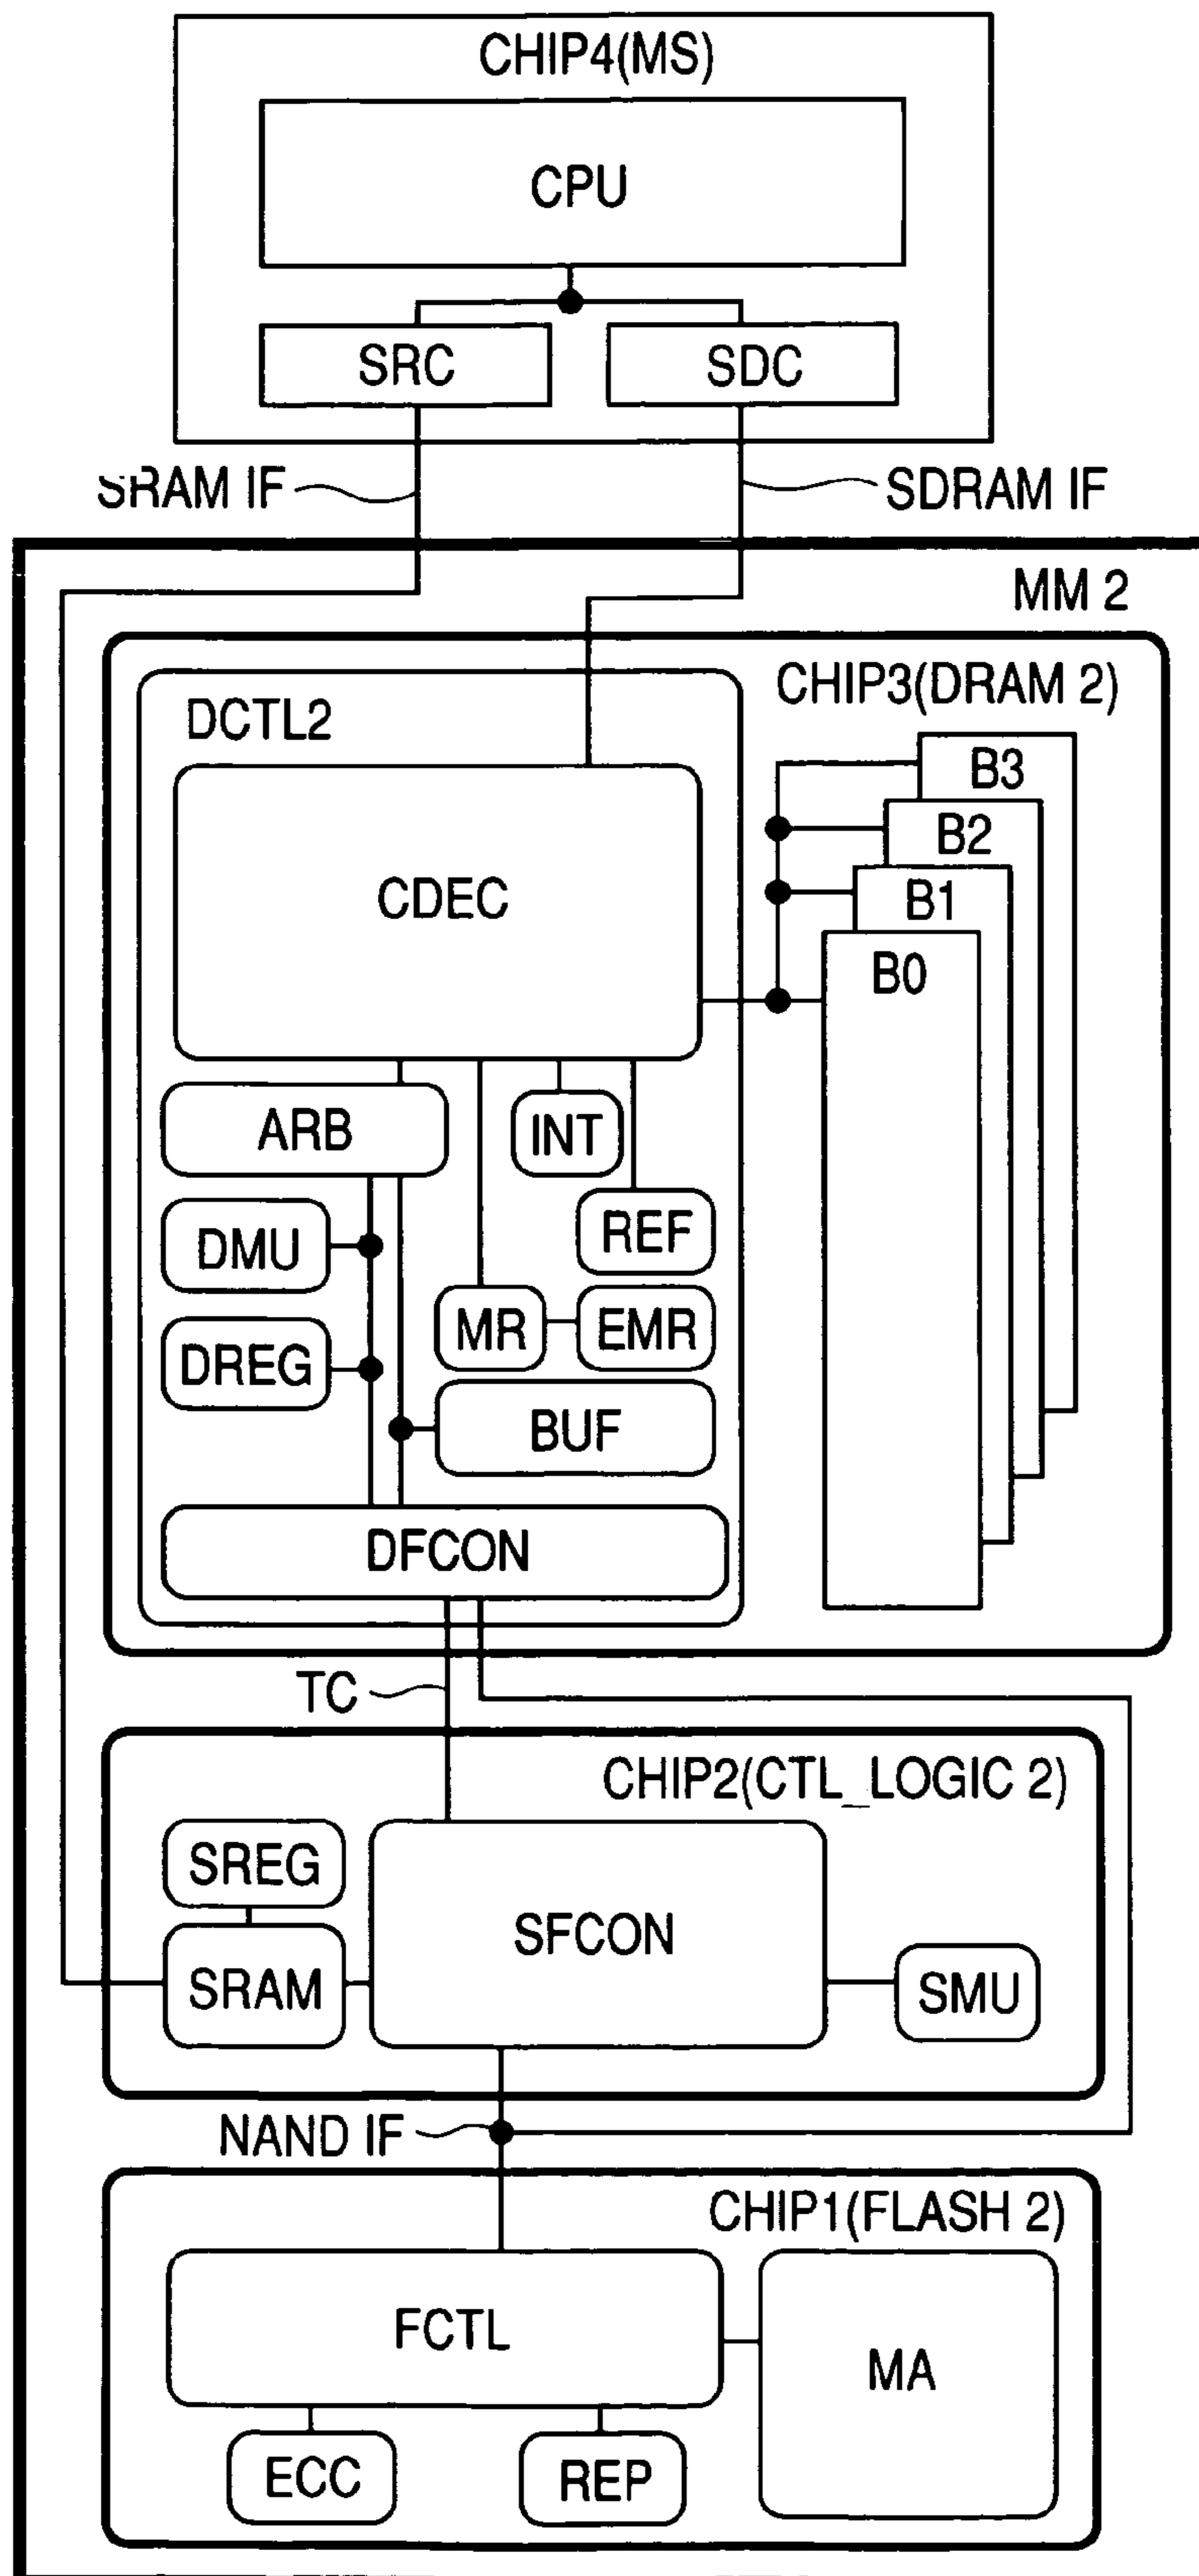 CHIP4(MS)
CPU
SRC
SDC
SRAM IF
SDRAM IF
MM 2
CHIP3(DRAM 2)
DCTL2
B3
B2
B1
B0
CDEC
ARB
INT
DMU
REF
DREG
MR
EMR
BUF
DFCON
TC
CHIP2(CTL_LOGIC 2)
SREG
SFCON
SRAM
SMU
NAND IF
CHIP1(FLASH 2)
FCTL
MA
ECC
REP